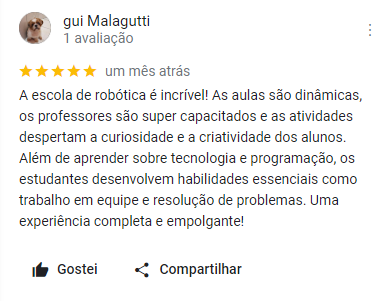 gui Malagutti
1 avaliação
um mês atrás
A escola de robótica é incrível! As aulas são dinâmicas,
os professores são super capacitados e as atividades
despertam a curiosidade e a criatividade dos alunos.
Além de aprender sobre tecnologia e programação, os
estudantes desenvolvem habilidades essenciais como
trabalho em equipe e resolução de problemas. Uma
experiência completa e empolgante!
Gostei
Compartilhar